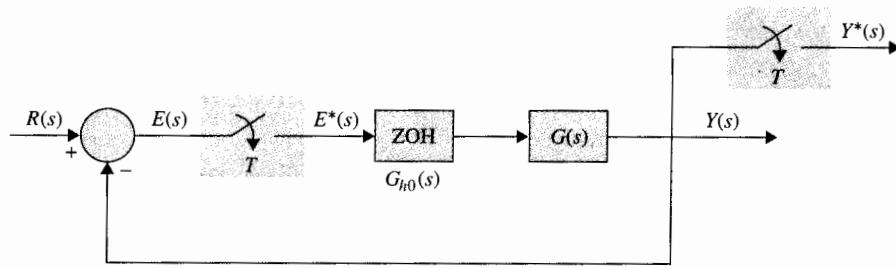 Y*(s)
T
R(s)
E(s)
E*(s)
ZOH
G(s)
Y(s)
+
−
T
G_{h0}(s)